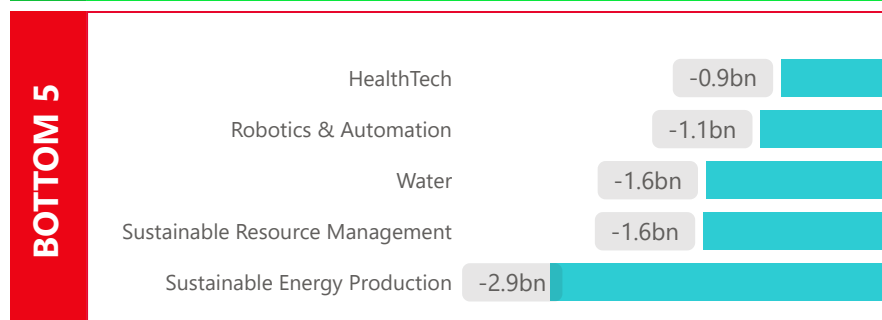 BOTTOM 5
HealthTech -0.9bn
Robotics & Automation -1.1bn
Water -1.6bn
Sustainable Resource Management -1.6bn
Sustainable Energy Production -2.9bn